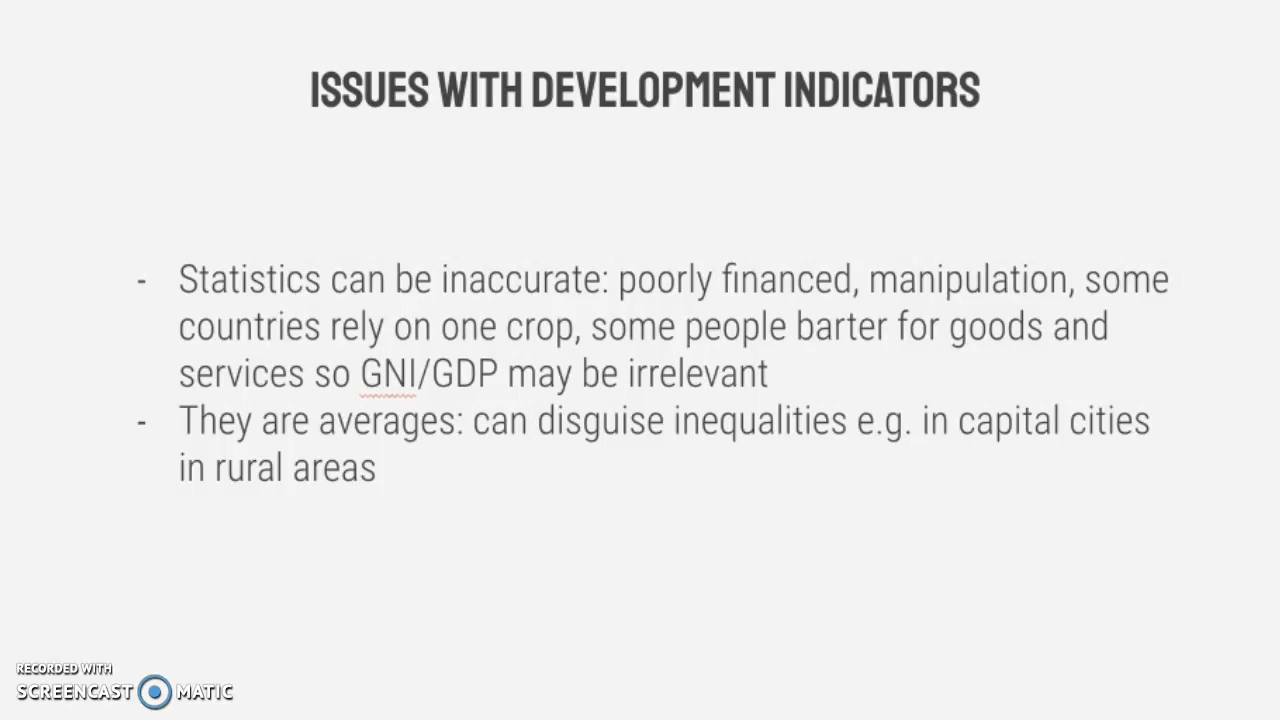 ISSUES WITH DEVELOPMENT INDICATORS
- Statistics can be inaccurate: poorly financed, manipulation, some
countries rely on one crop, some people barter for goods and
services so GNI/GDP may be irrelevant
- They are averages: can disguise inequalities e.g. in capital cities
in rural areas
RECORDED WITH
SCREENCAST MATIC